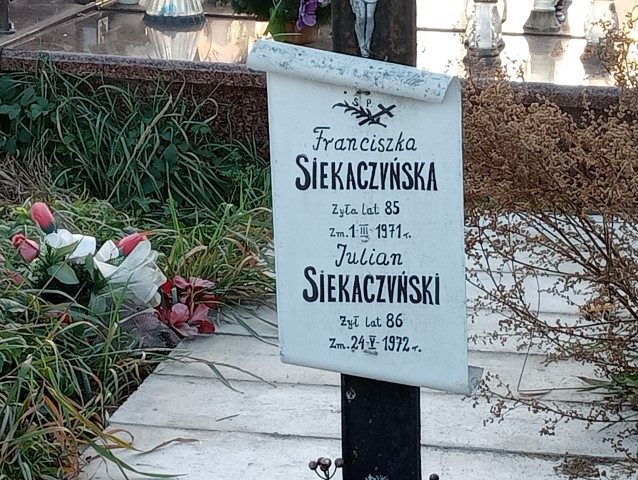 Ś.P.
Franciszka
SIEKACZYŃSKA
Żyła lat 85
Zm. 1 III 1971 r.
Julian
SIEKACZYŃSKI
Żył lat 86
Zm. 24 V 1972 r.